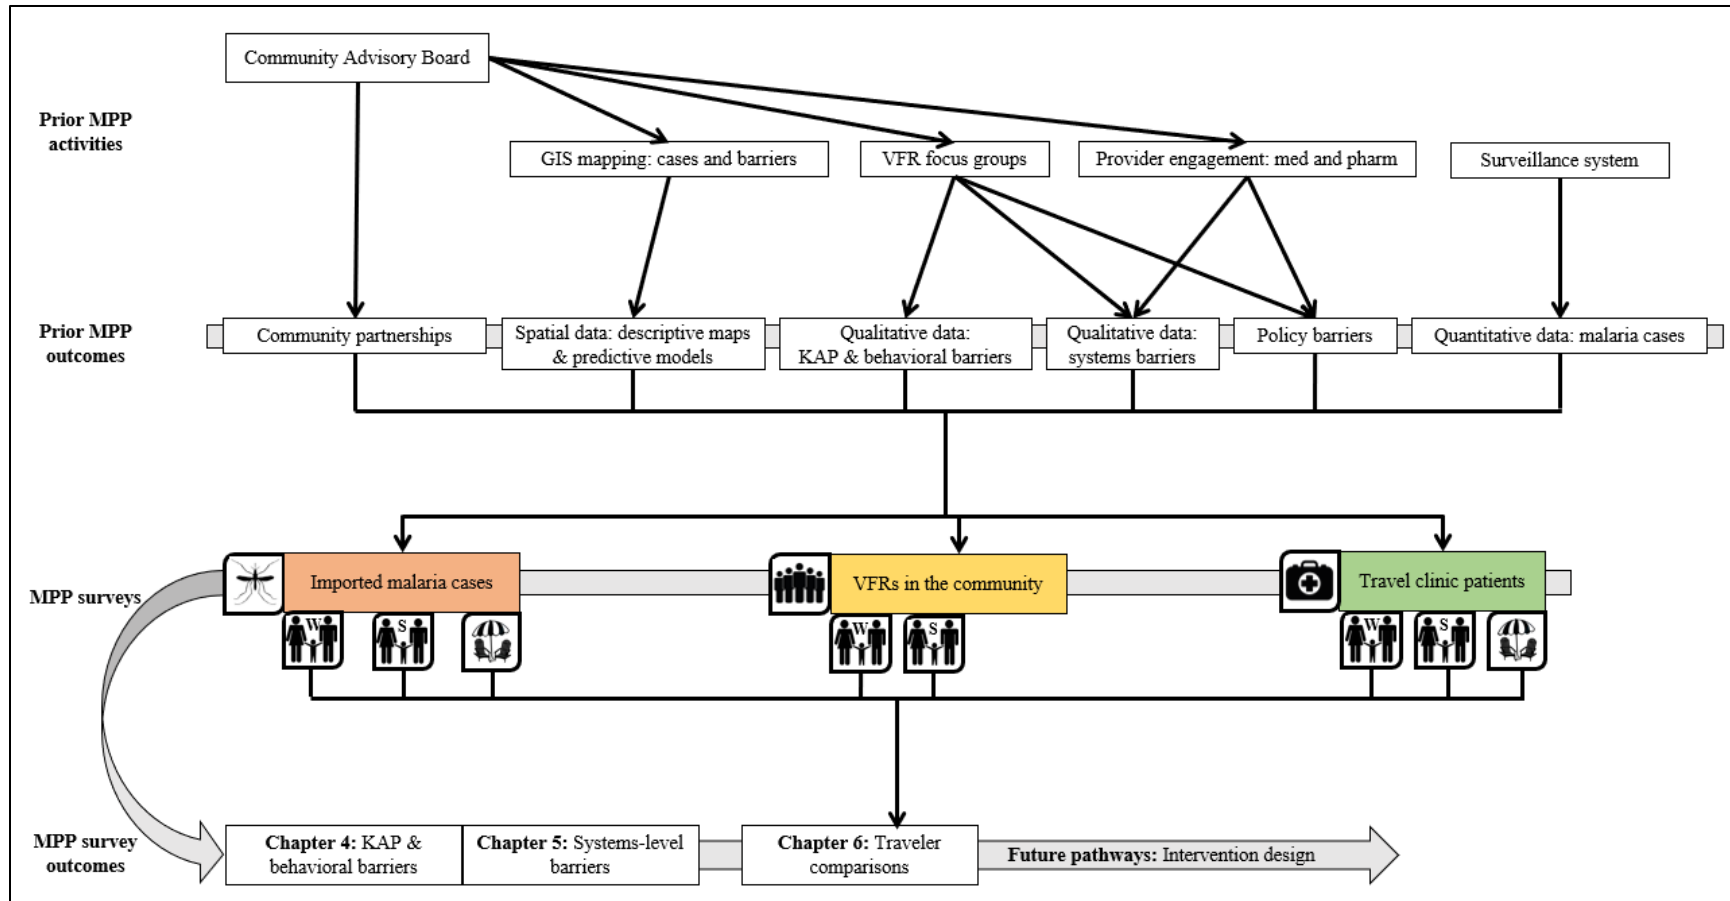 Community Advisory Board
Prior MPP
activities
GIS mapping: cases and barriers
VFR focus groups
Provider engagement: med and pharm
Surveillance system
Prior MPP
outcomes
Community partnerships
Spatial data: descriptive maps
& predictive models
Qualitative data:
KAP & behavioral barriers
Qualitative data:
systems barriers
Policy barriers
Quantitative data: malaria cases
MPP surveys
Imported malaria cases
VFRs in the community
Travel clinic patients
W
S
W
S
W
S
MPP survey
outcomes
Chapter 4: KAP &
behavioral barriers
Chapter 5: Systems-level
barriers
Chapter 6: Traveler
comparisons
Future pathways: Intervention design